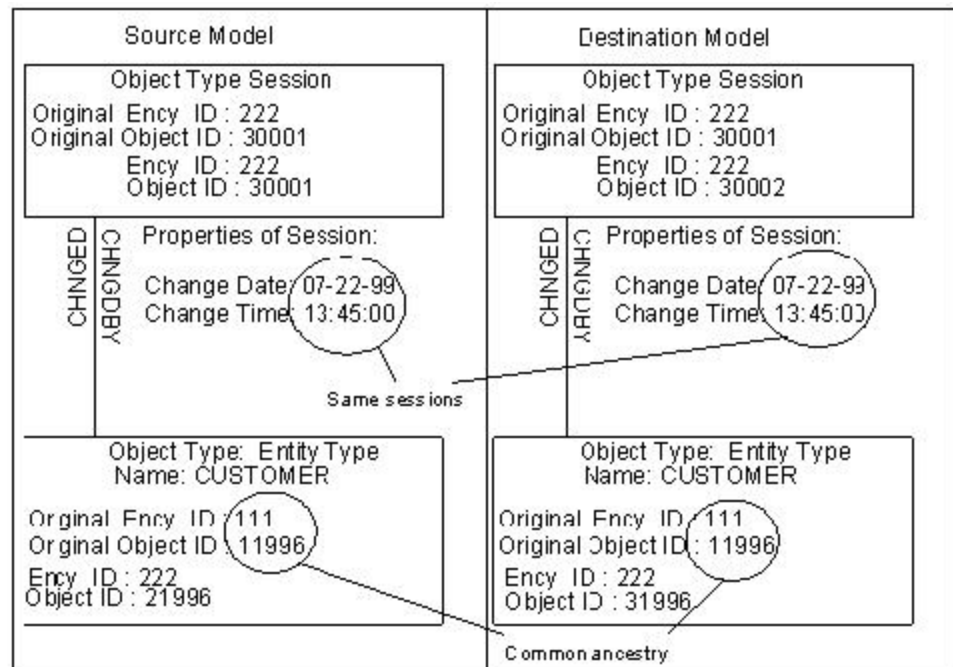 Source Model
Object Type Session
Original Ency ID : 222
Original Object ID : 30001
Ency ID : 222
Object ID : 30001
CHNGED
CHNGDBY
Properties of Session:
Change Date: 07-22-99
Change Time: 13:45:00
Object Type: Entity Type
Name: CUSTOMER
Original Ency ID : 111
Original Object ID : 11996
Ency ID : 222
Object ID : 21996
Destination Model
Object Type Session
Original Ency ID : 222
Original Object ID : 30001
Ency ID : 222
Object ID : 30002
CHNGED
CHNGDBY
Properties of Session:
Change Date: 07-22-99
Change Time: 13:45:00
Object Type: Entity Type
Name: CUSTOMER
Original Ency ID : 111
Original Object ID : 11996
Ency ID : 222
Object ID : 31996
Same sessions
Common ancestry